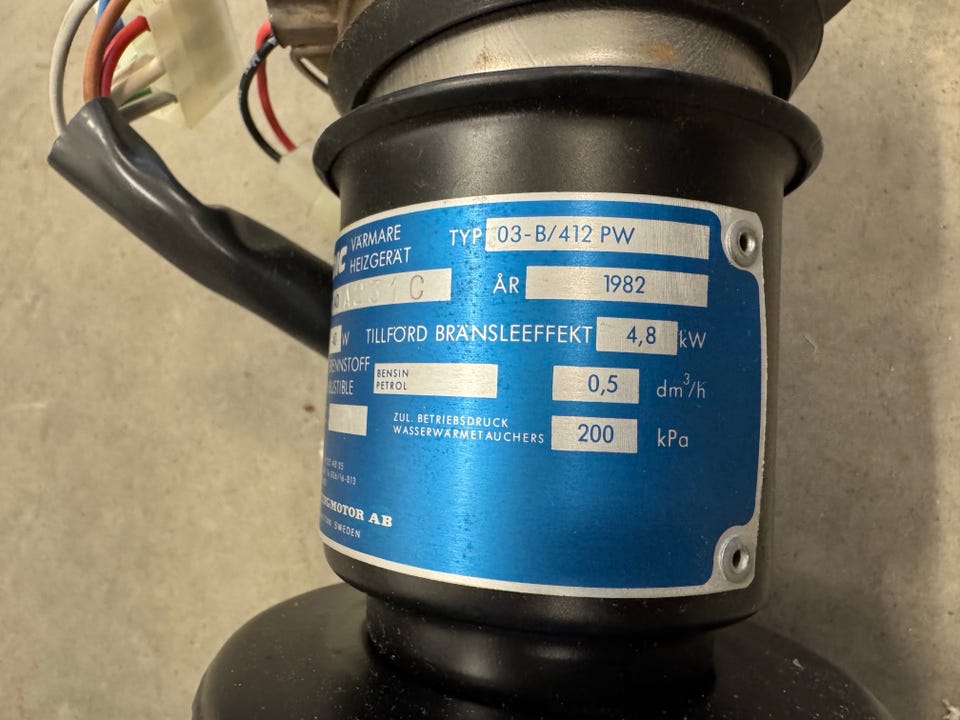 VÄRMARE
HEIZGERÄT
TYP 03-B/412 PW
ÅR 1982
W TILLFÖRD BRÄNSLEEFFEKT 4,8 kW
BENSIN
PETROL
0,5 dm³/h
ZUL. BETRIEBSDRUCK
WASSERWÄRMETAUCHERS
200 kPa
MOTOR AB
SWEDEN